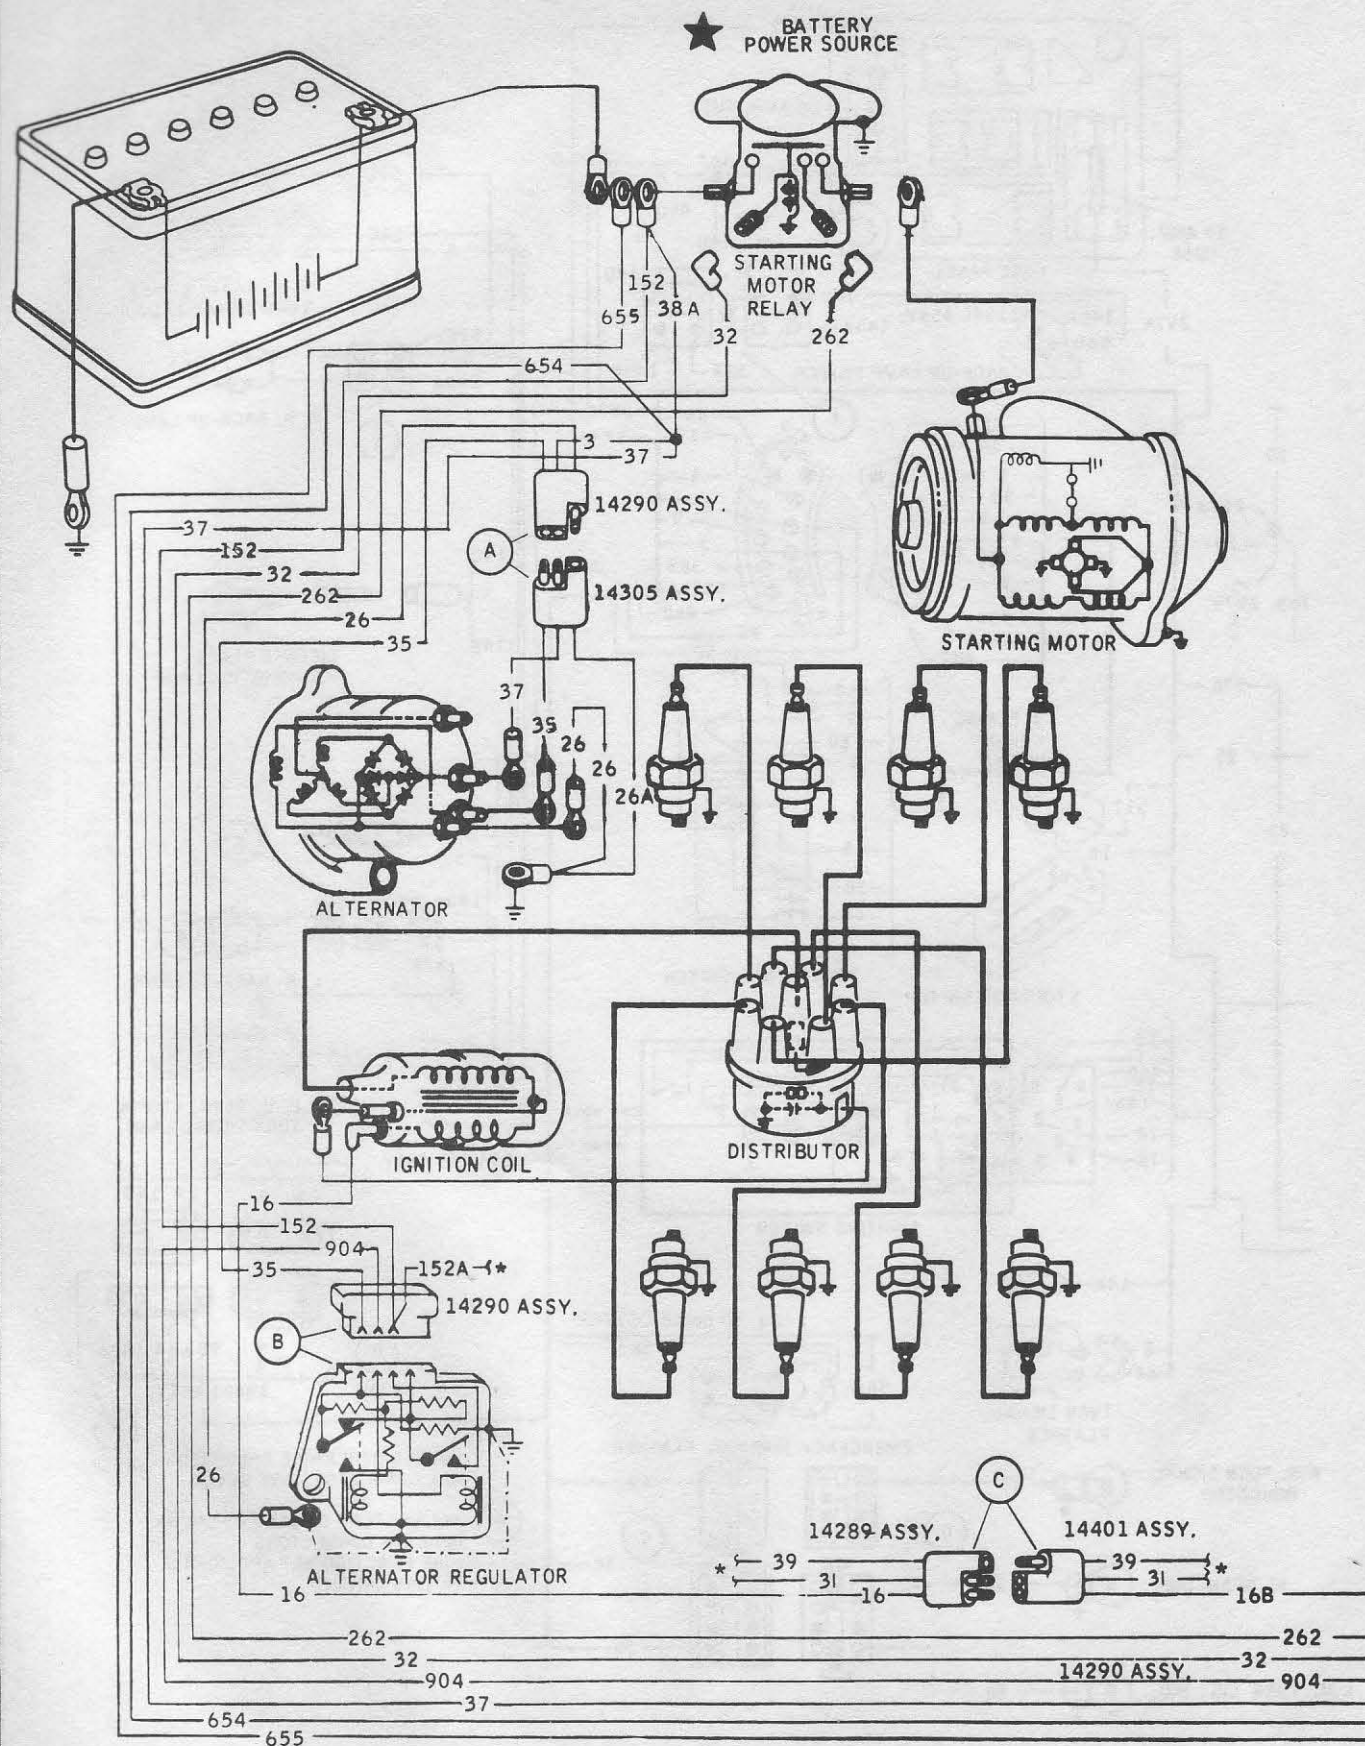 ★ BATTERY
POWER SOURCE
STARTING
MOTOR
RELAY
152
38A
655
32
262
654
3
37
14290 ASSY.
37
A
152
32
14305 ASSY.
262
26
35
STARTING MOTOR
37
35
26
26
26A
ALTERNATOR
DISTRIBUTOR
IGNITION COIL
16
152
904
35
152A *
14290 ASSY.
B
26
C
14289 ASSY.
14401 ASSY.
* 39
39 *
31
31
ALTERNATOR REGULATOR
16
16
16B
262
262
32
32
14290 ASSY.
904
904
37
654
655